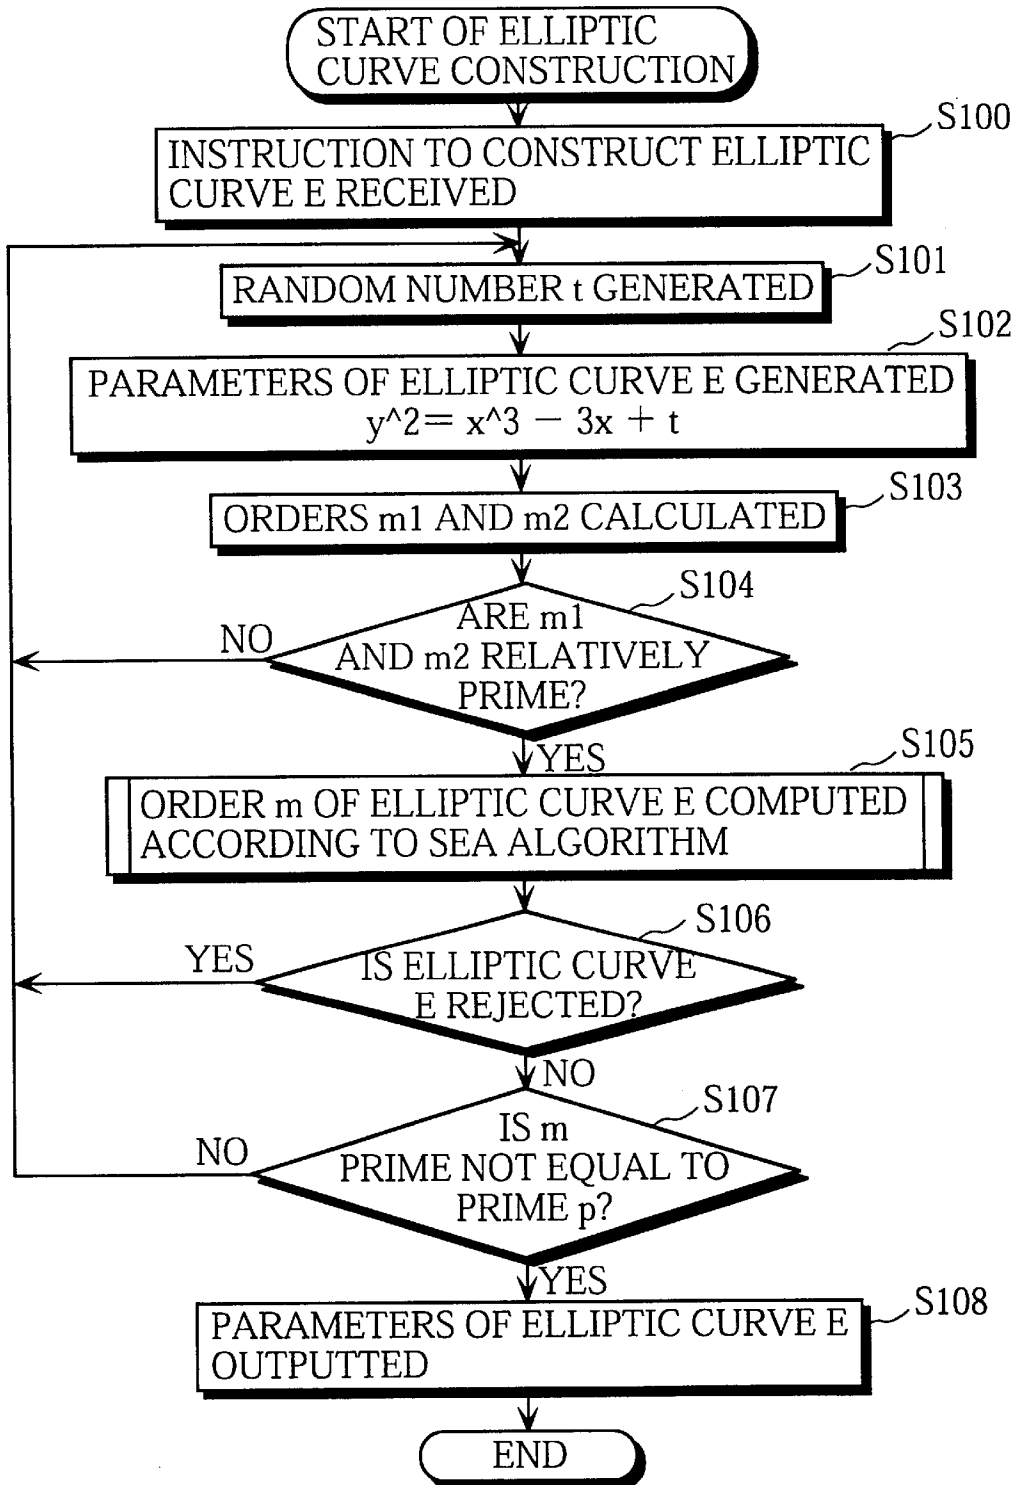 START OF ELLIPTIC
CURVE CONSTRUCTION
S100
INSTRUCTION TO CONSTRUCT ELLIPTIC
CURVE E RECEIVED
S101
RANDOM NUMBER t GENERATED
S102
PARAMETERS OF ELLIPTIC CURVE E GENERATED
y^2= x^3 − 3x + t
S103
ORDERS m1 AND m2 CALCULATED
S104
ARE m1
AND m2 RELATIVELY
PRIME?
NO
YES
S105
ORDER m OF ELLIPTIC CURVE E COMPUTED
ACCORDING TO SEA ALGORITHM
S106
IS ELLIPTIC CURVE
E REJECTED?
YES
NO
S107
IS m
PRIME NOT EQUAL TO
PRIME p?
NO
YES
S108
PARAMETERS OF ELLIPTIC CURVE E
OUTPUTTED
END